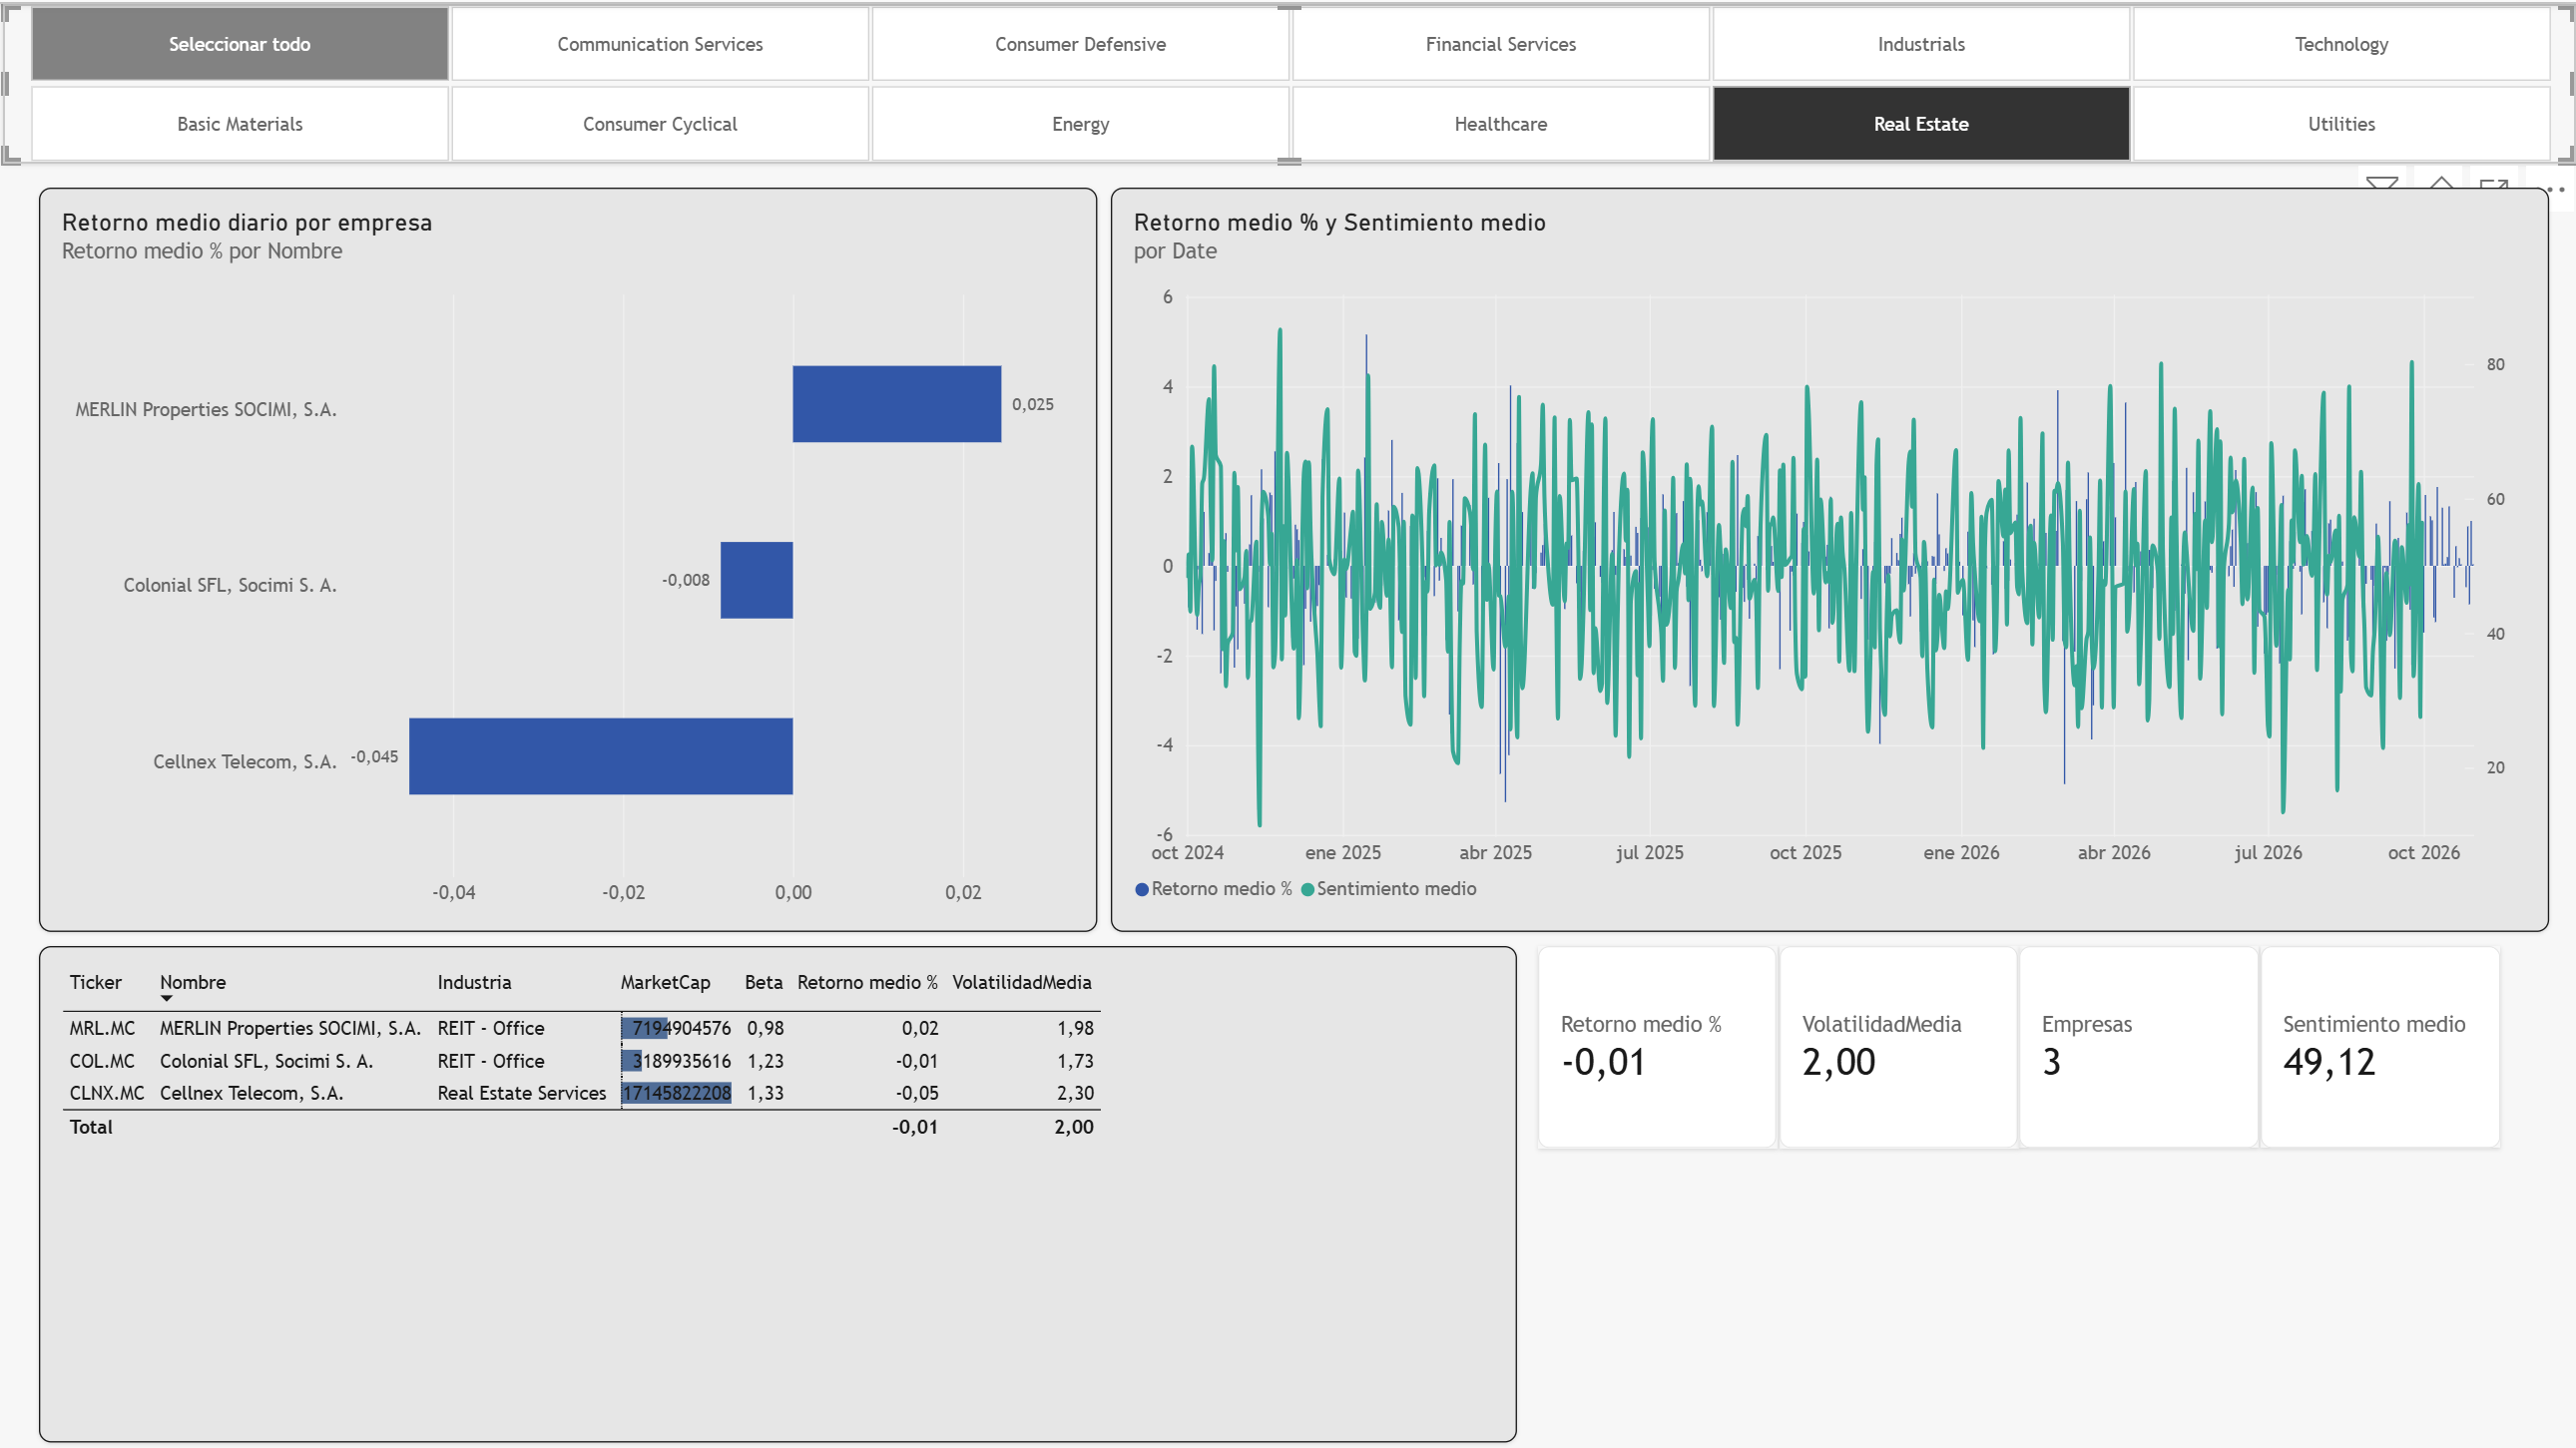 Seleccionar todo
Communication Services
Consumer Defensive
Financial Services
Industrials
Technology
Basic Materials
Consumer Cyclical
Energy
Healthcare
Real Estate
Utilities
Retorno medio diario por empresa
Retorno medio % por Nombre
MERLIN Properties SOCIMI, S.A.
0,025
Colonial SFL, Socimi S. A.
-0,008
Cellnex Telecom, S.A.
-0,045
-0,04
-0,02
0,00
0,02
Retorno medio % y Sentimiento medio
por Date
6
4
2
0
-2
-4
-6
80
60
40
20
oct 2024
ene 2025
abr 2025
jul 2025
oct 2025
ene 2026
abr 2026
jul 2026
oct 2026
Retorno medio %
Sentimiento medio
Ticker Nombre Industria MarketCap Beta Retorno medio % VolatilidadMedia
MRL.MC MERLIN Properties SOCIMI, S.A. REIT - Office 7194904576 0,98 0,02 1,98
COL.MC Colonial SFL, Socimi S. A. REIT - Office 3189935616 1,23 -0,01 1,73
CLNX.MC Cellnex Telecom, S.A. Real Estate Services 17145822208 1,33 -0,05 2,30
Total -0,01 2,00
Retorno medio %
-0,01
VolatilidadMedia
2,00
Empresas
3
Sentimiento medio
49,12